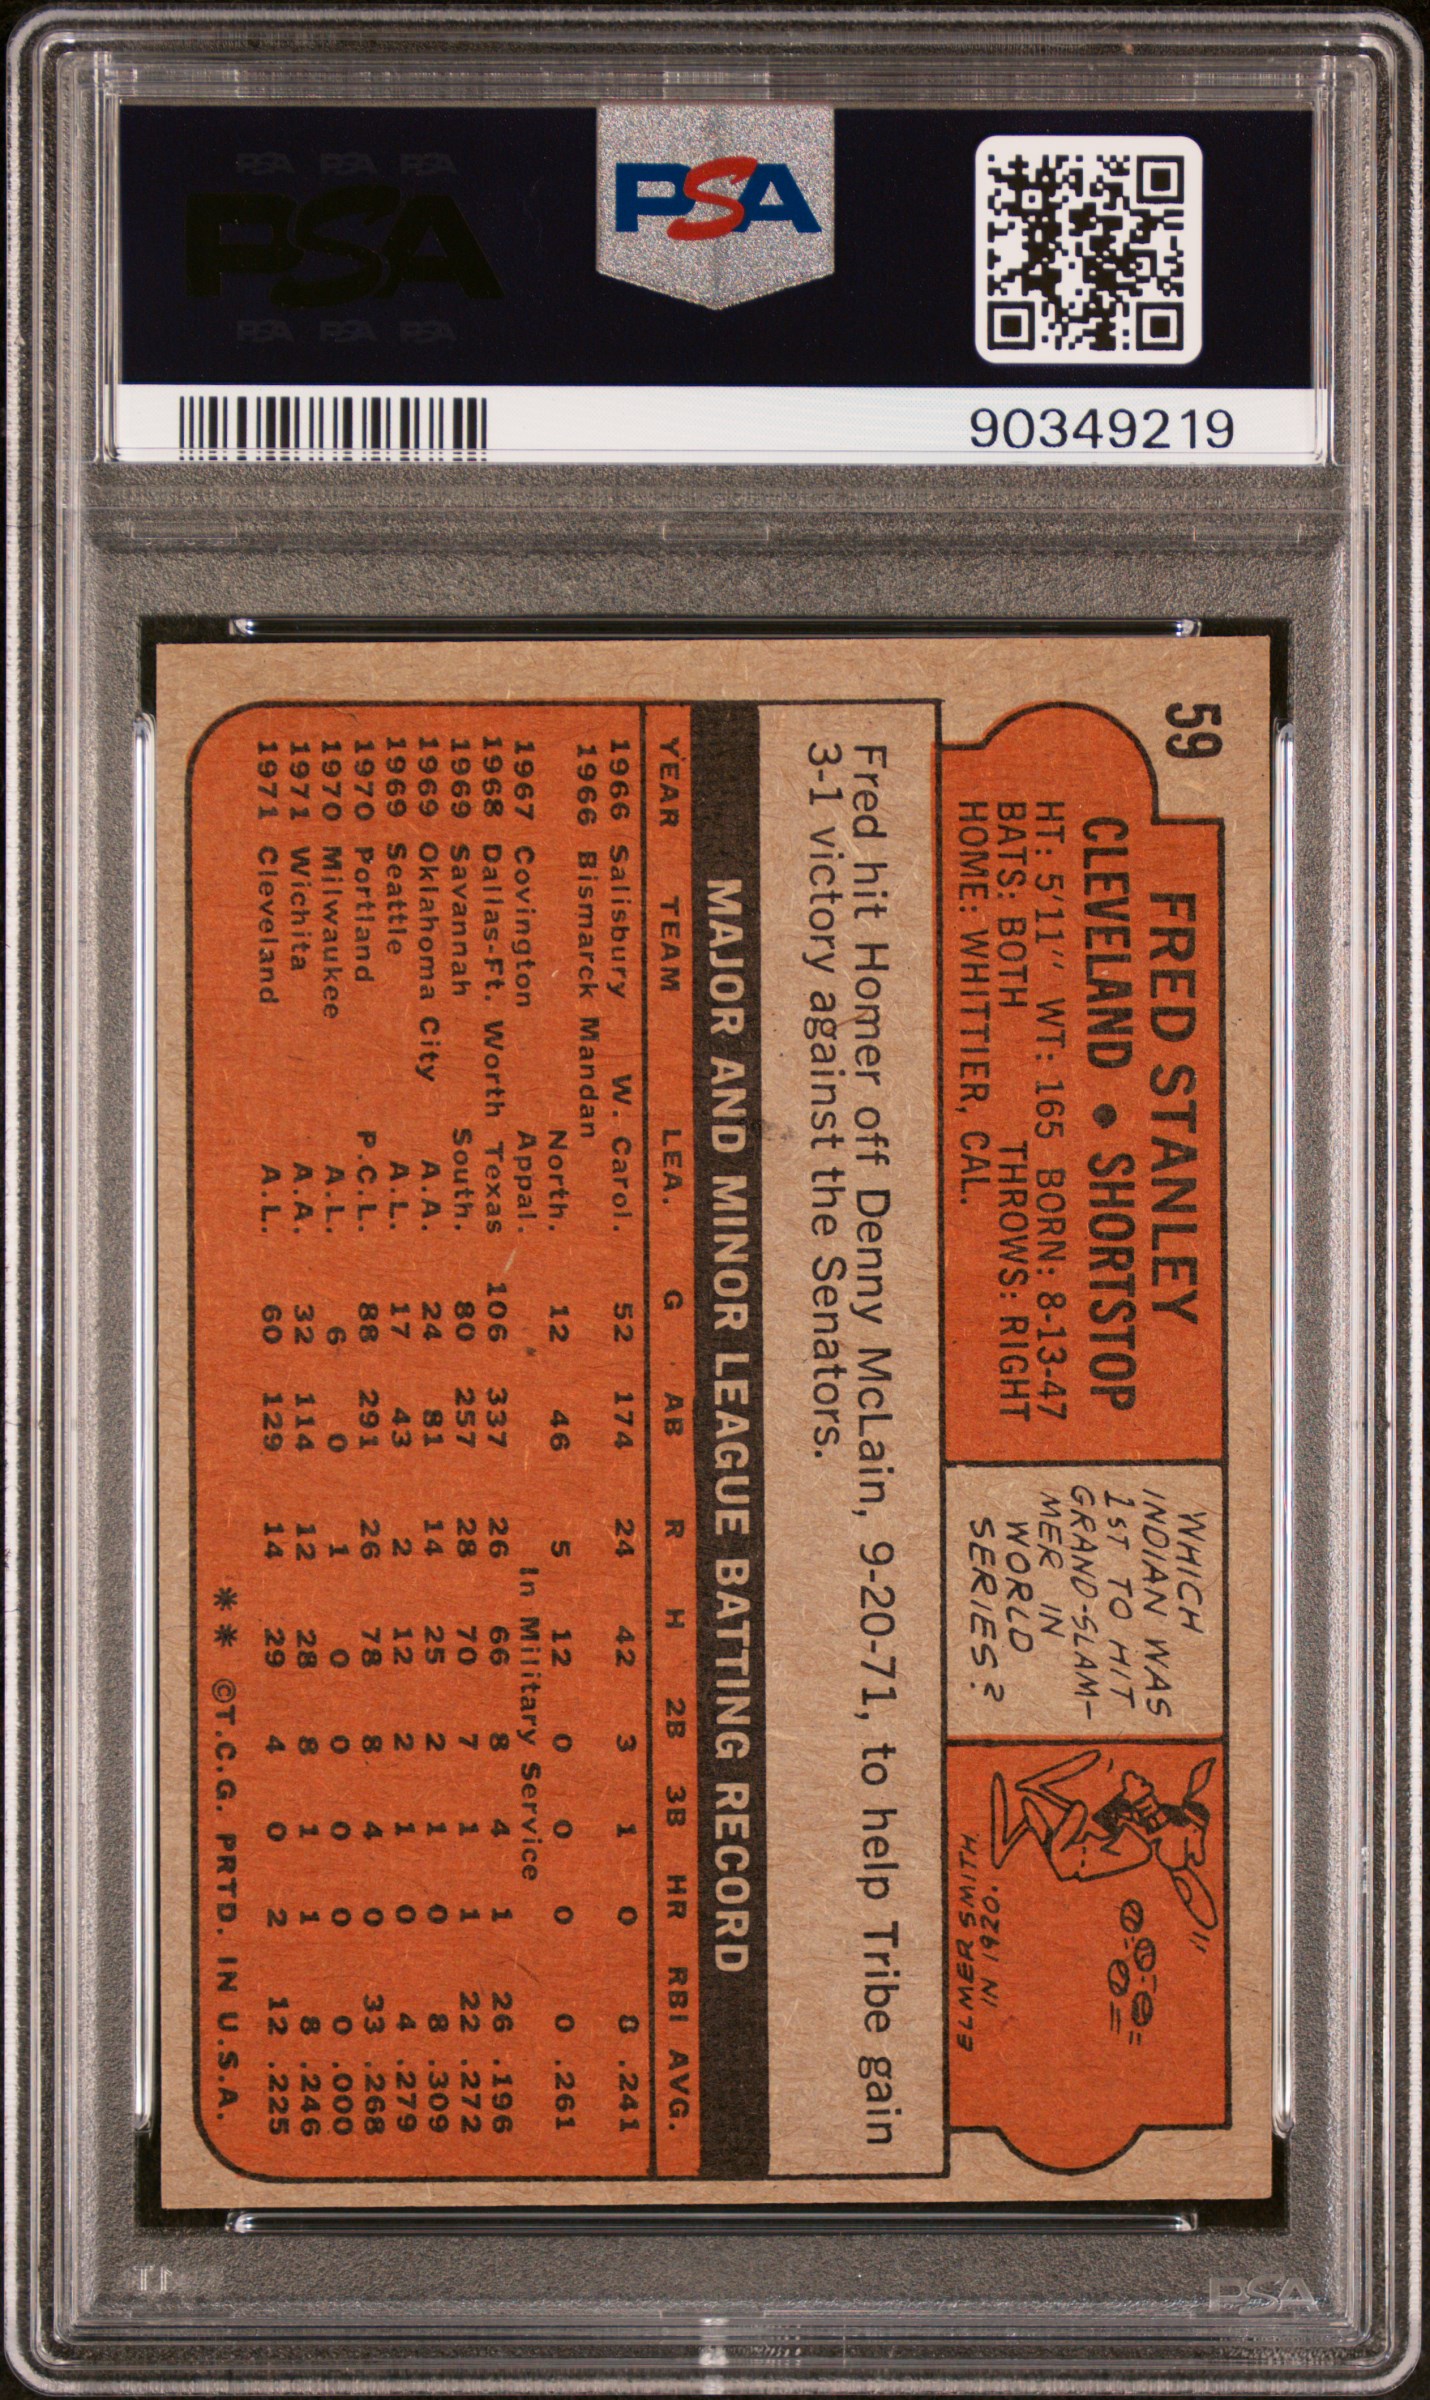 PSA PSA PSA
PSA
PSA PSA PSA
PSA
90349219
59
FRED STANLEY
CLEVELAND • SHORTSTOP
HT: 5'11" WT: 165 BORN: 8-13-47
BATS: BOTH THROWS: RIGHT
HOME: WHITTIER, CAL.
WHICH
INDIAN WAS
1ST TO HIT
GRAND-SLAM-
MER IN
WORLD
SERIES?
ELMER SMITH,
IN 1920.
Fred hit Homer off Denny McLain, 9-20-71, to help Tribe gain
3-1 victory against the Senators.
MAJOR AND MINOR LEAGUE BATTING RECORD
YEAR TEAM LEA. G AB R H 2B 3B HR RBI AVG.
1966 Salisbury W. Carol. 52 174 24 42 3 1 0 8 .241
1966 Bismarck Mandan
North. 12 46 5 12 0 0 0 0 .261
1967 Covington Appal. In Military Service
1968 Dallas-Ft. Worth Texas 106 337 26 66 8 4 1 26 .196
1969 Savannah South. 80 257 28 70 7 1 1 22 .272
1969 Oklahoma City A.A. 24 81 14 25 2 1 0 8 .309
1969 Seattle A.L. 17 43 2 12 2 1 0 4 .279
1970 Portland P.C.L. 88 291 26 78 8 4 0 33 .268
1970 Milwaukee A.L. 6 0 1 0 0 0 0 0 .000
1971 Wichita A.A. 32 114 12 28 8 1 1 8 .246
1971 Cleveland A.L. 60 129 14 29 4 0 2 12 .225
** ©T.C.G. PRTD. IN U.S.A.
PSA